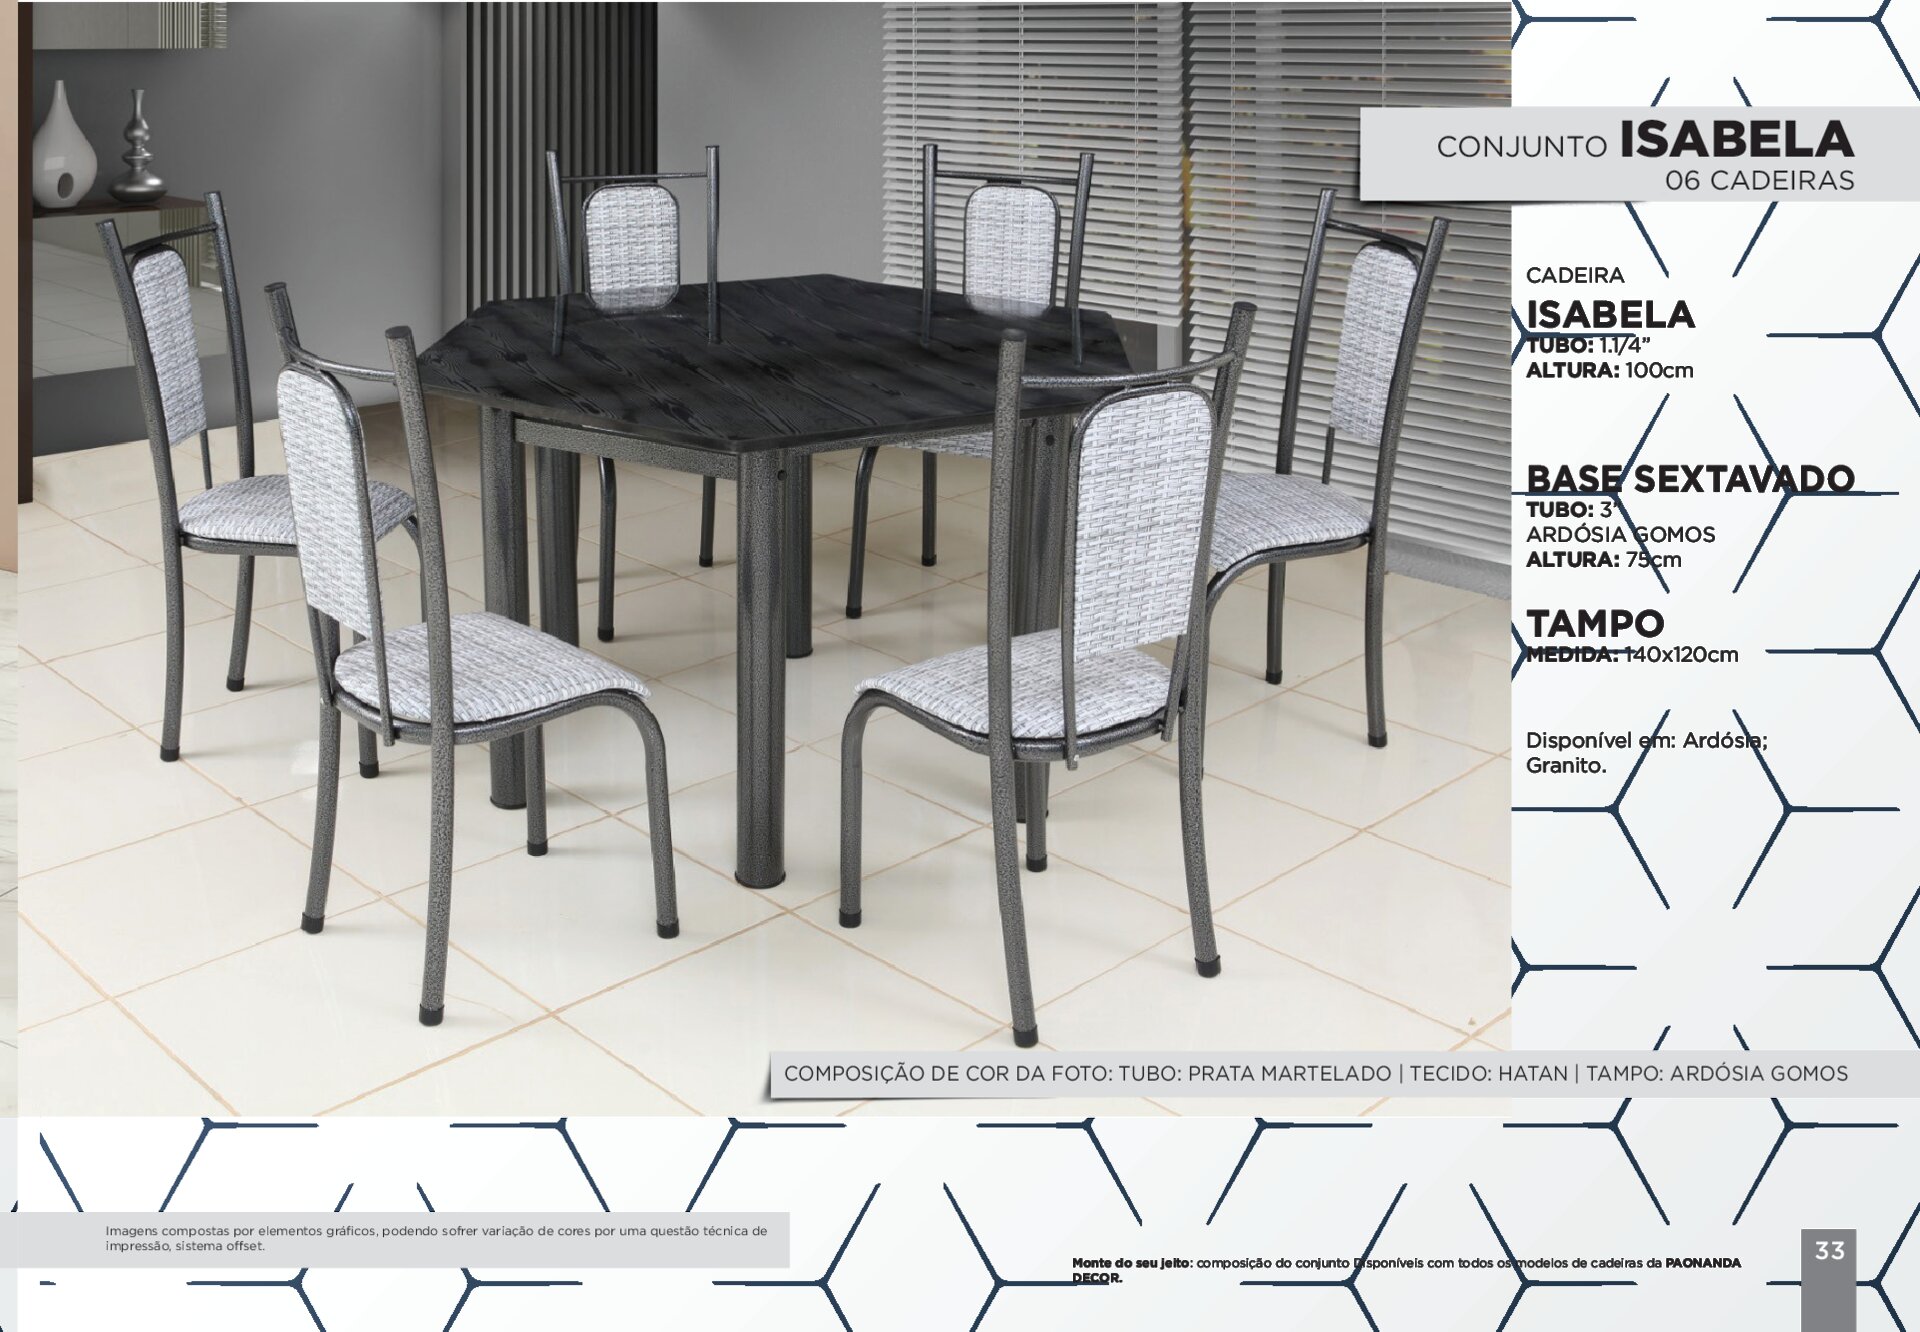 CONJUNTO ISABELA
06 CADEIRAS
CADEIRA
ISABELA
TUBO: 1.1/4”
ALTURA: 100cm
BASE SEXTAVADO
TUBO: 3”
ARDÓSIA GOMOS
ALTURA: 75cm
TAMPO
MEDIDA: 140x120cm
Disponível em: Ardósia;
Granito.
COMPOSIÇÃO DE COR DA FOTO: TUBO: PRATA MARTELADO | TECIDO: HATAN | TAMPO: ARDÓSIA GOMOS
Imagens compostas por elementos gráficos, podendo sofrer variação de cores por uma questão técnica de
impressão, sistema offset.
Monte do seu jeito: composição do conjunto Disponíveis com todos os modelos de cadeiras da PAONANDA
DECOR.
33